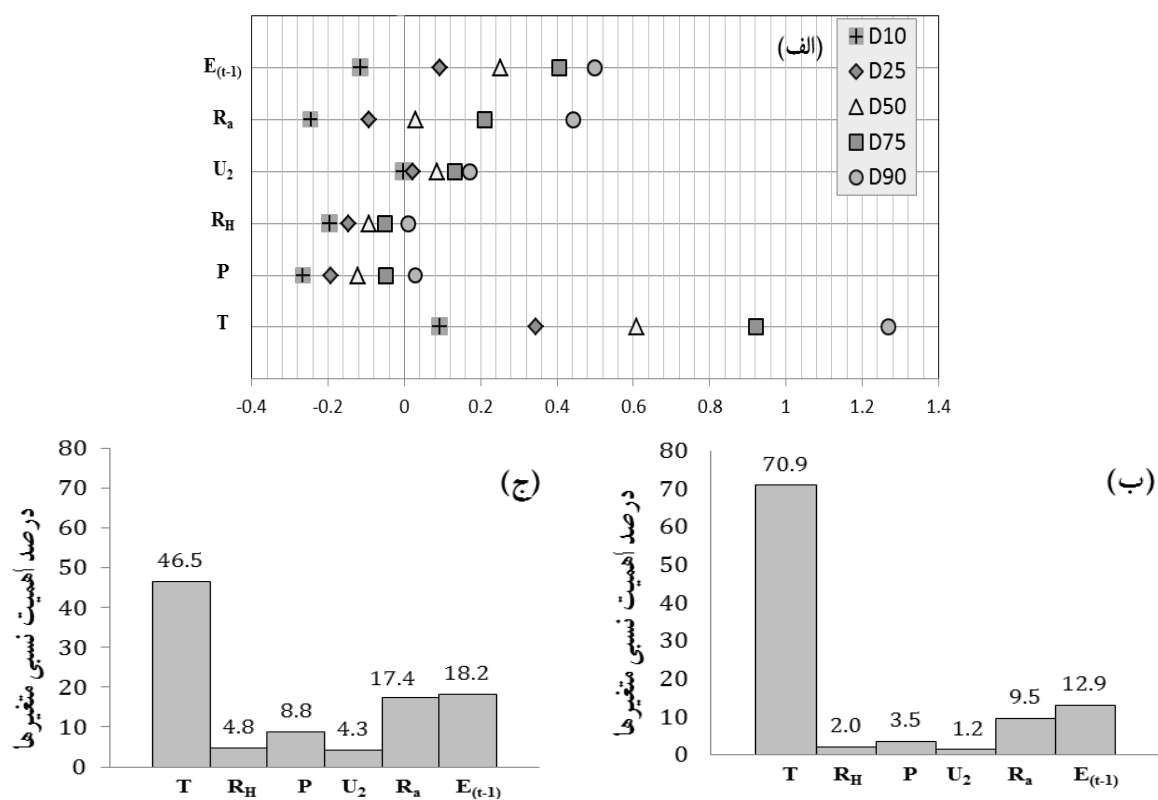 (الف)
D10
D25
D50
D75
D90
E(t-1)
Ra
U2
RH
P
T
-0.4 -0.2 0 0.2 0.4 0.6 0.8 1 1.2 1.4
(ج)
درصد اهمیت نسبی متغیرها
80
70
60
50
40
30
20
10
0
46.5 4.8 8.8 4.3 17.4 18.2
T RH P U2 Ra E(t-1)
(ب)
درصد اهمیت نسبی متغیرها
80
70
60
50
40
30
20
10
0
70.9 2.0 3.5 1.2 9.5 12.9
T RH P U2 Ra E(t-1)